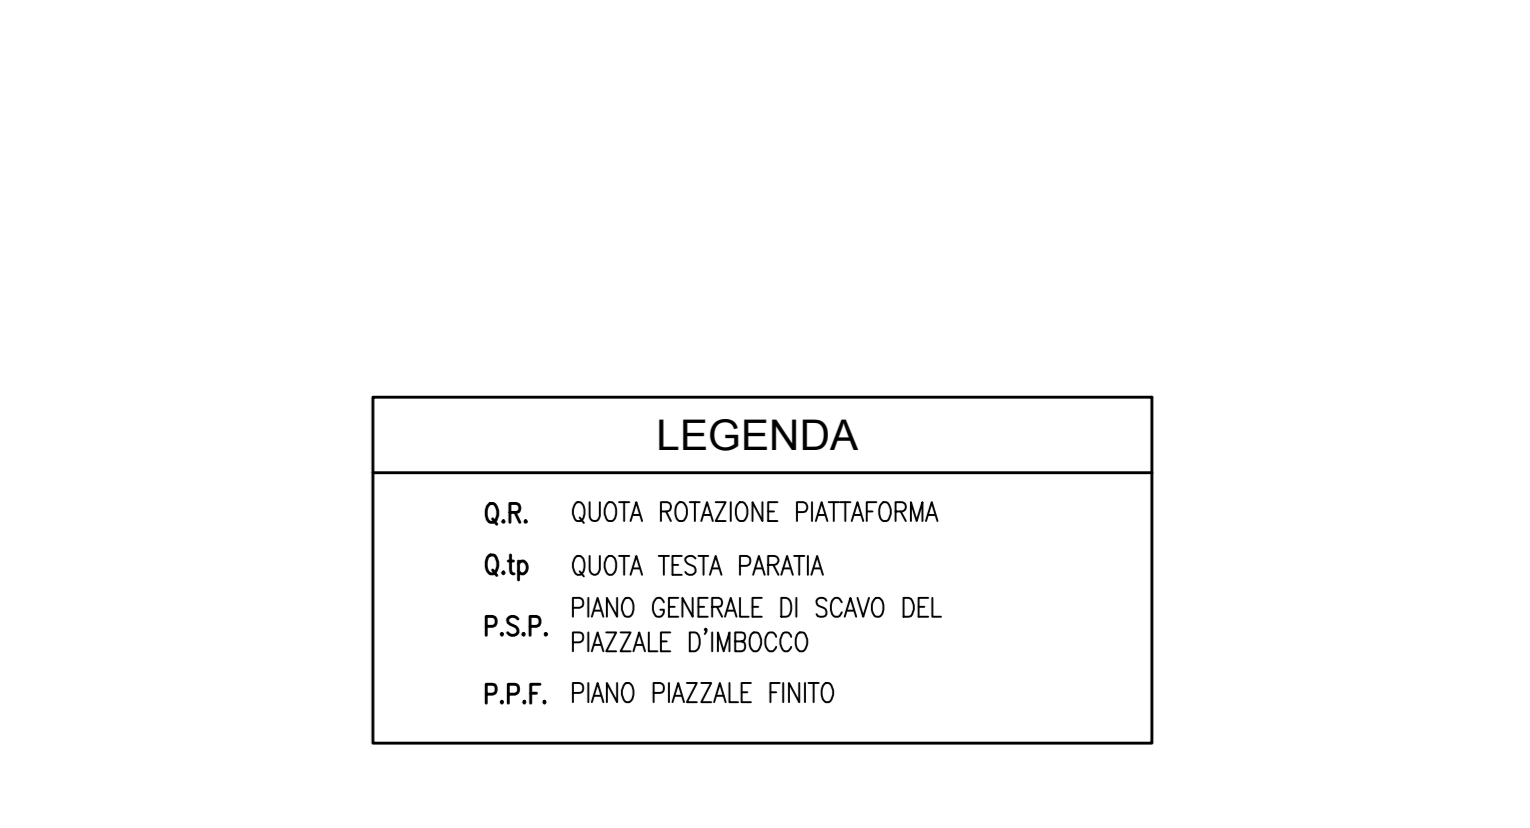 LEGENDA
Q.R. QUOTA ROTAZIONE PIATTAFORMA
Q.tp QUOTA TESTA PARATIA
P.S.P. PIANO GENERALE DI SCAVO DEL
PIAZZALE D'IMBOCCO
P.P.F. PIANO PIAZZALE FINITO